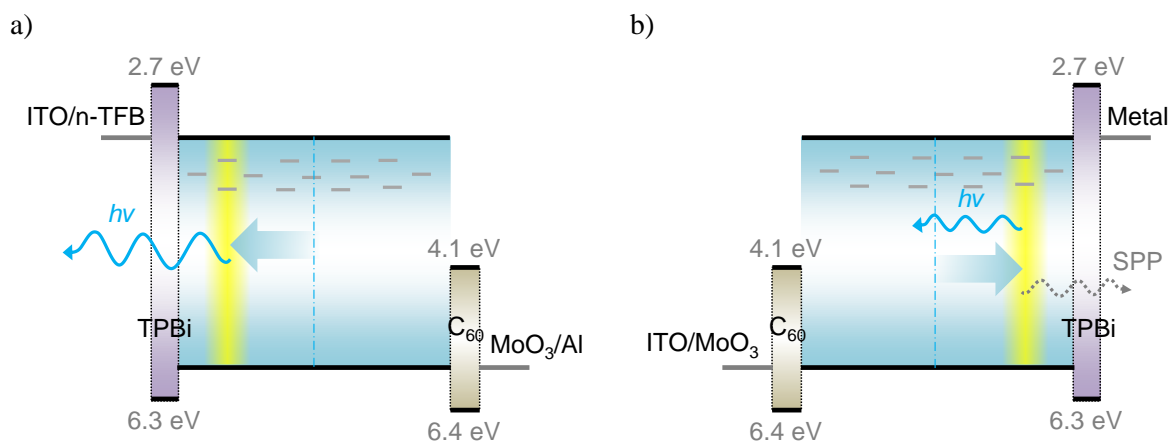 a)
2.7 eV
ITO/n-TFB
hv
4.1 eV
TPBi
C₆₀
MoO₃/Al
6.3 eV
6.4 eV
b)
2.7 eV
Metal
hv
4.1 eV
SPP
C₆₀
TPBi
ITO/MoO₃
6.4 eV
6.3 eV